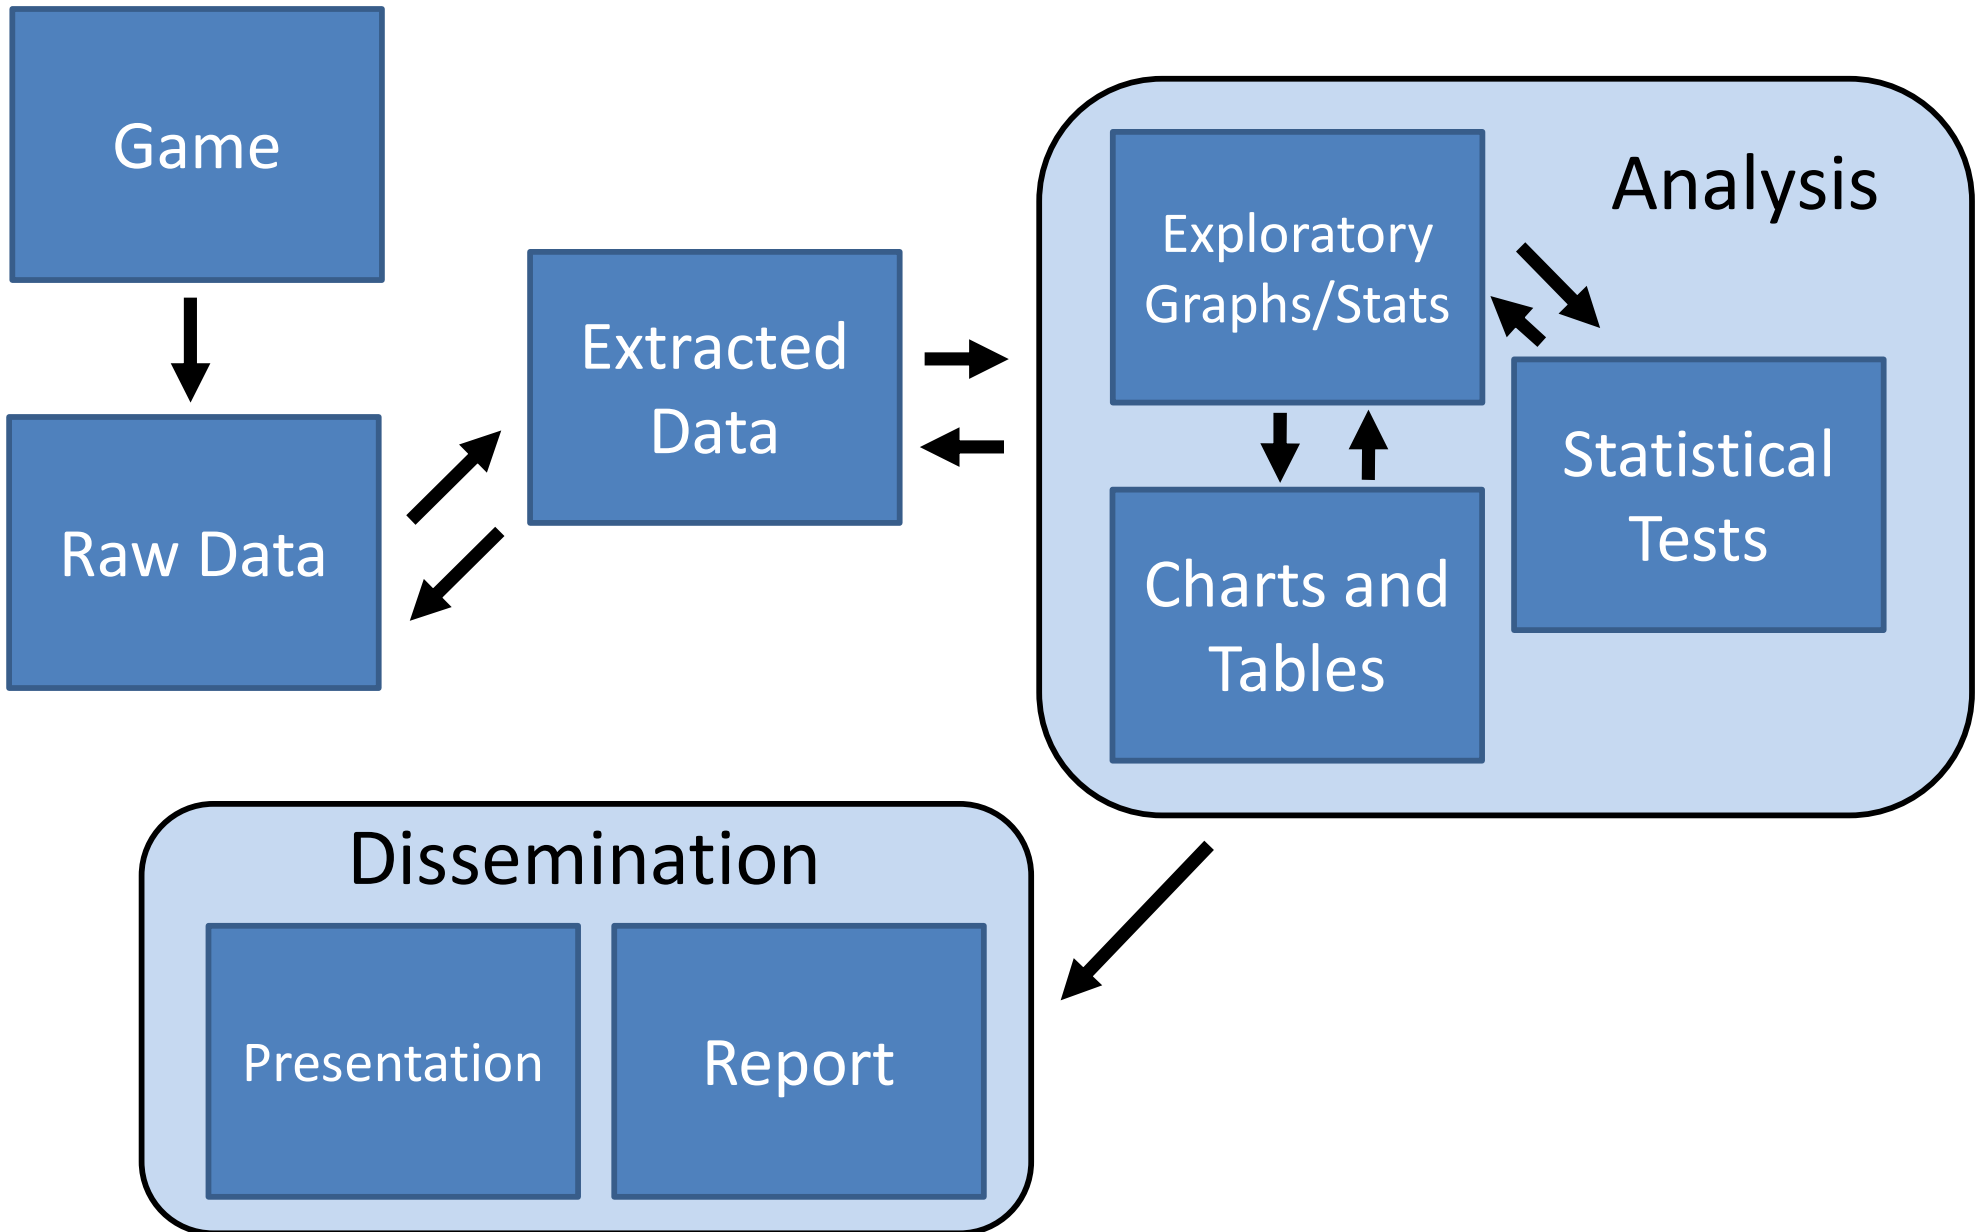 Game
Raw Data
Extracted
Data
Analysis
Exploratory
Graphs/Stats
Statistical
Tests
Charts and
Tables
Dissemination
Presentation
Report